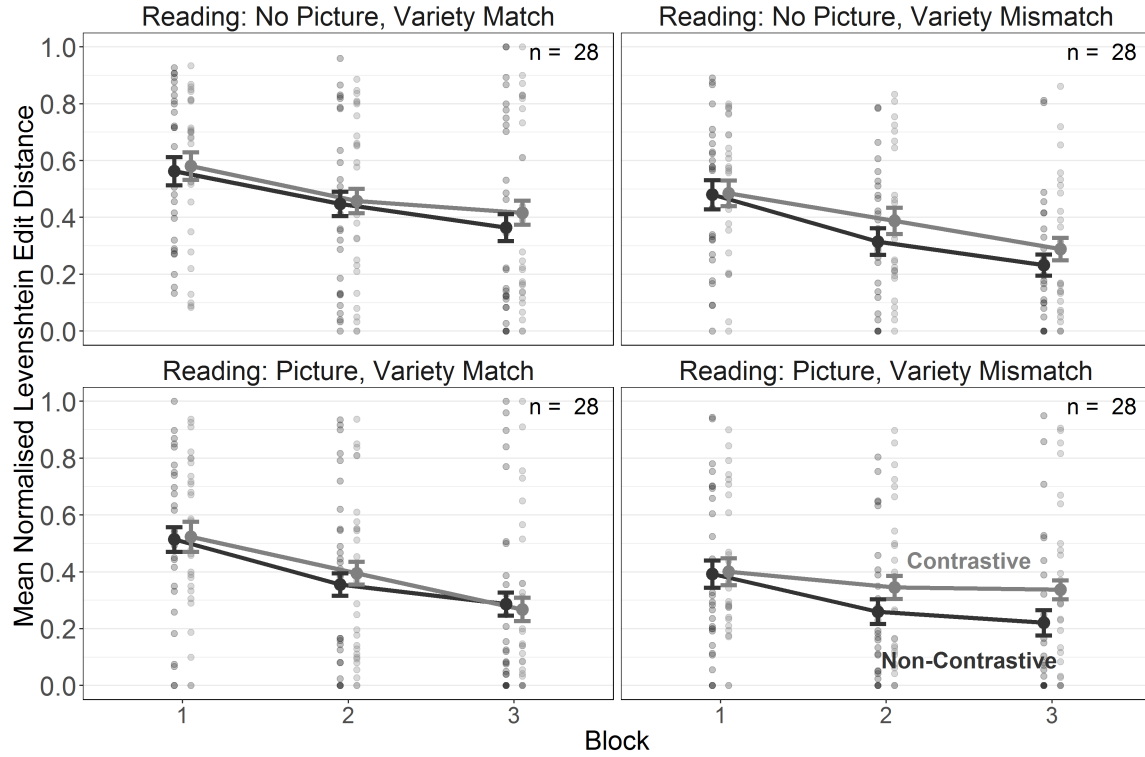 Reading: No Picture, Variety Match
Reading: No Picture, Variety Mismatch
1.0
0.8
0.6
0.4
0.2
0.0
n = 28
n = 28
Mean Normalised Levenshtein Edit Distance
Reading: Picture, Variety Match
Reading: Picture, Variety Mismatch
1.0
0.8
0.6
0.4
0.2
0.0
n = 28
n = 28
Contrastive
Non-Contrastive
1 2 3
1 2 3
Block